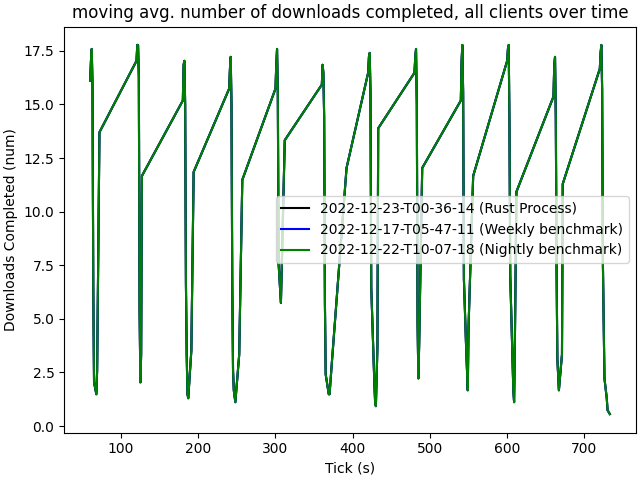 moving avg. number of downloads completed, all clients over time
Downloads Completed (num)
17.5
15.0
12.5
10.0
7.5
5.0
2.5
0.0
2022-12-23-T00-36-14 (Rust Process)
2022-12-17-T05-47-11 (Weekly benchmark)
2022-12-22-T10-07-18 (Nightly benchmark)
100 200 300 400 500 600 700
Tick (s)